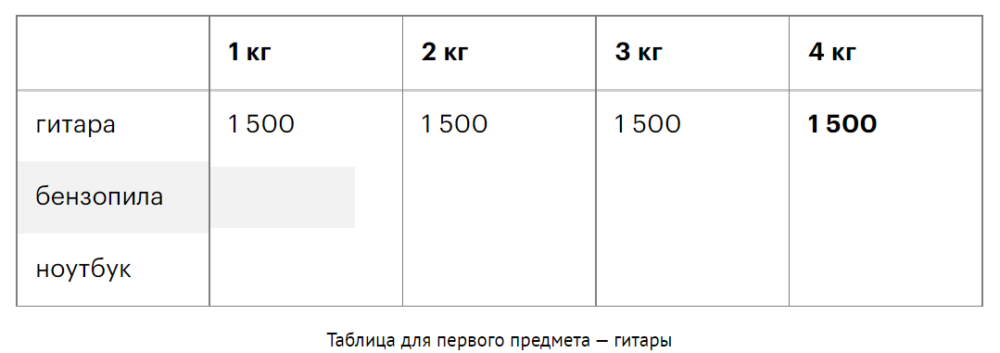 1 кг 2 кг 3 кг 4 кг
гитара 1 500 1 500 1 500 1 500
бензопила
ноутбук
Таблица для первого предмета — гитары